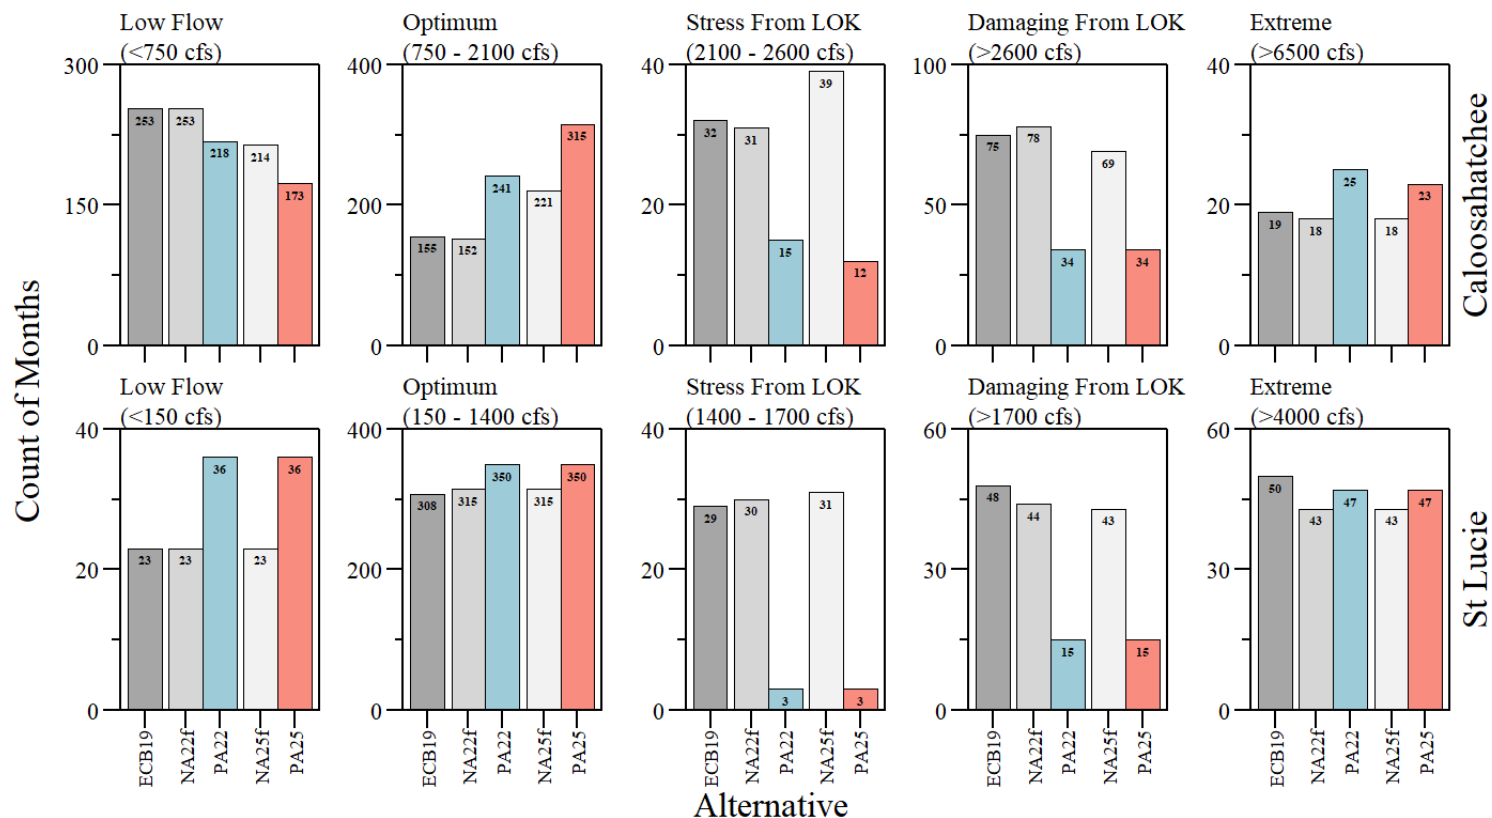 Low Flow
(<750 cfs)
Optimum
(750 - 2100 cfs)
Stress From LOK
(2100 - 2600 cfs)
Damaging From LOK
(>2600 cfs)
Extreme
(>6500 cfs)
300
150
0
253
253
218
214
173
400
200
0
155
152
241
221
315
40
20
0
32
31
15
39
12
100
50
0
75
78
34
69
34
40
20
0
19
18
25
18
23
Caloosahatchee
Count of Months
Low Flow
(<150 cfs)
Optimum
(150 - 1400 cfs)
Stress From LOK
(1400 - 1700 cfs)
Damaging From LOK
(>1700 cfs)
Extreme
(>4000 cfs)
40
20
0
23
23
36
23
36
400
200
0
308
315
350
315
350
40
20
0
29
30
3
31
3
60
30
0
48
44
15
43
15
60
30
0
50
43
47
43
47
St Lucie
ECB19
NA22f
PA22
NA25f
PA25
ECB19
NA22f
PA22
NA25f
PA25
ECB19
NA22f
PA22
NA25f
PA25
ECB19
NA22f
PA22
NA25f
PA25
ECB19
NA22f
PA22
NA25f
PA25
Alternative